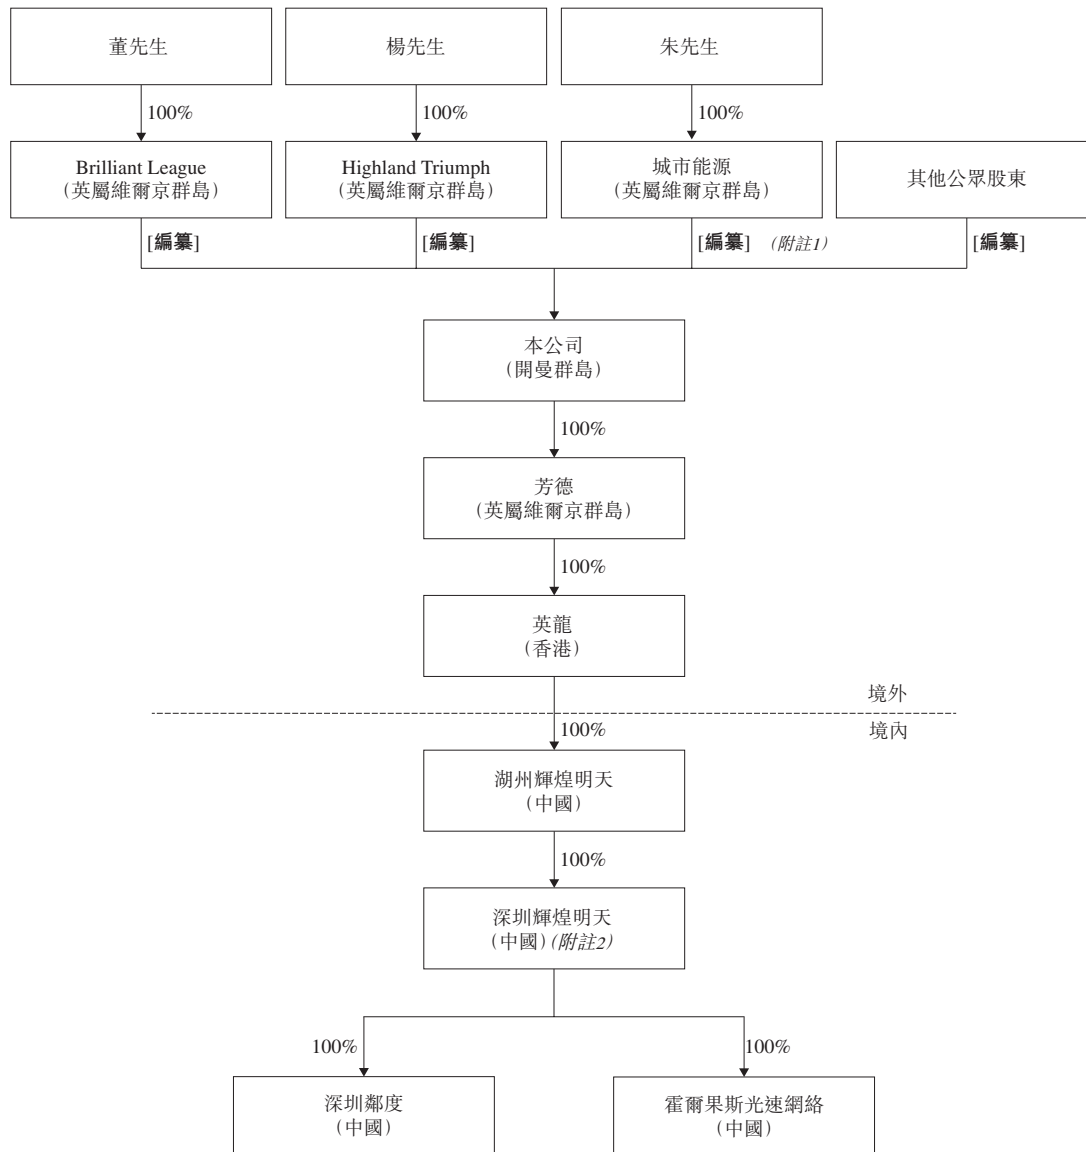 董先生
楊先生
朱先生
100%
100%
100%
Brilliant League
(英屬維爾京群島)
Highland Triumph
(英屬維爾京群島)
城市能源
(英屬維爾京群島)
其他公眾股東
[編纂]
[編纂]
[編纂] (附註1)
[編纂]
本公司
(開曼群島)
100%
芳德
(英屬維爾京群島)
100%
英龍
(香港)
境外
境內
100%
湖州輝煌明天
(中國)
100%
深圳輝煌明天
(中國)(附註2)
100%
100%
深圳鄰度
(中國)
霍爾果斯光速網絡
(中國)